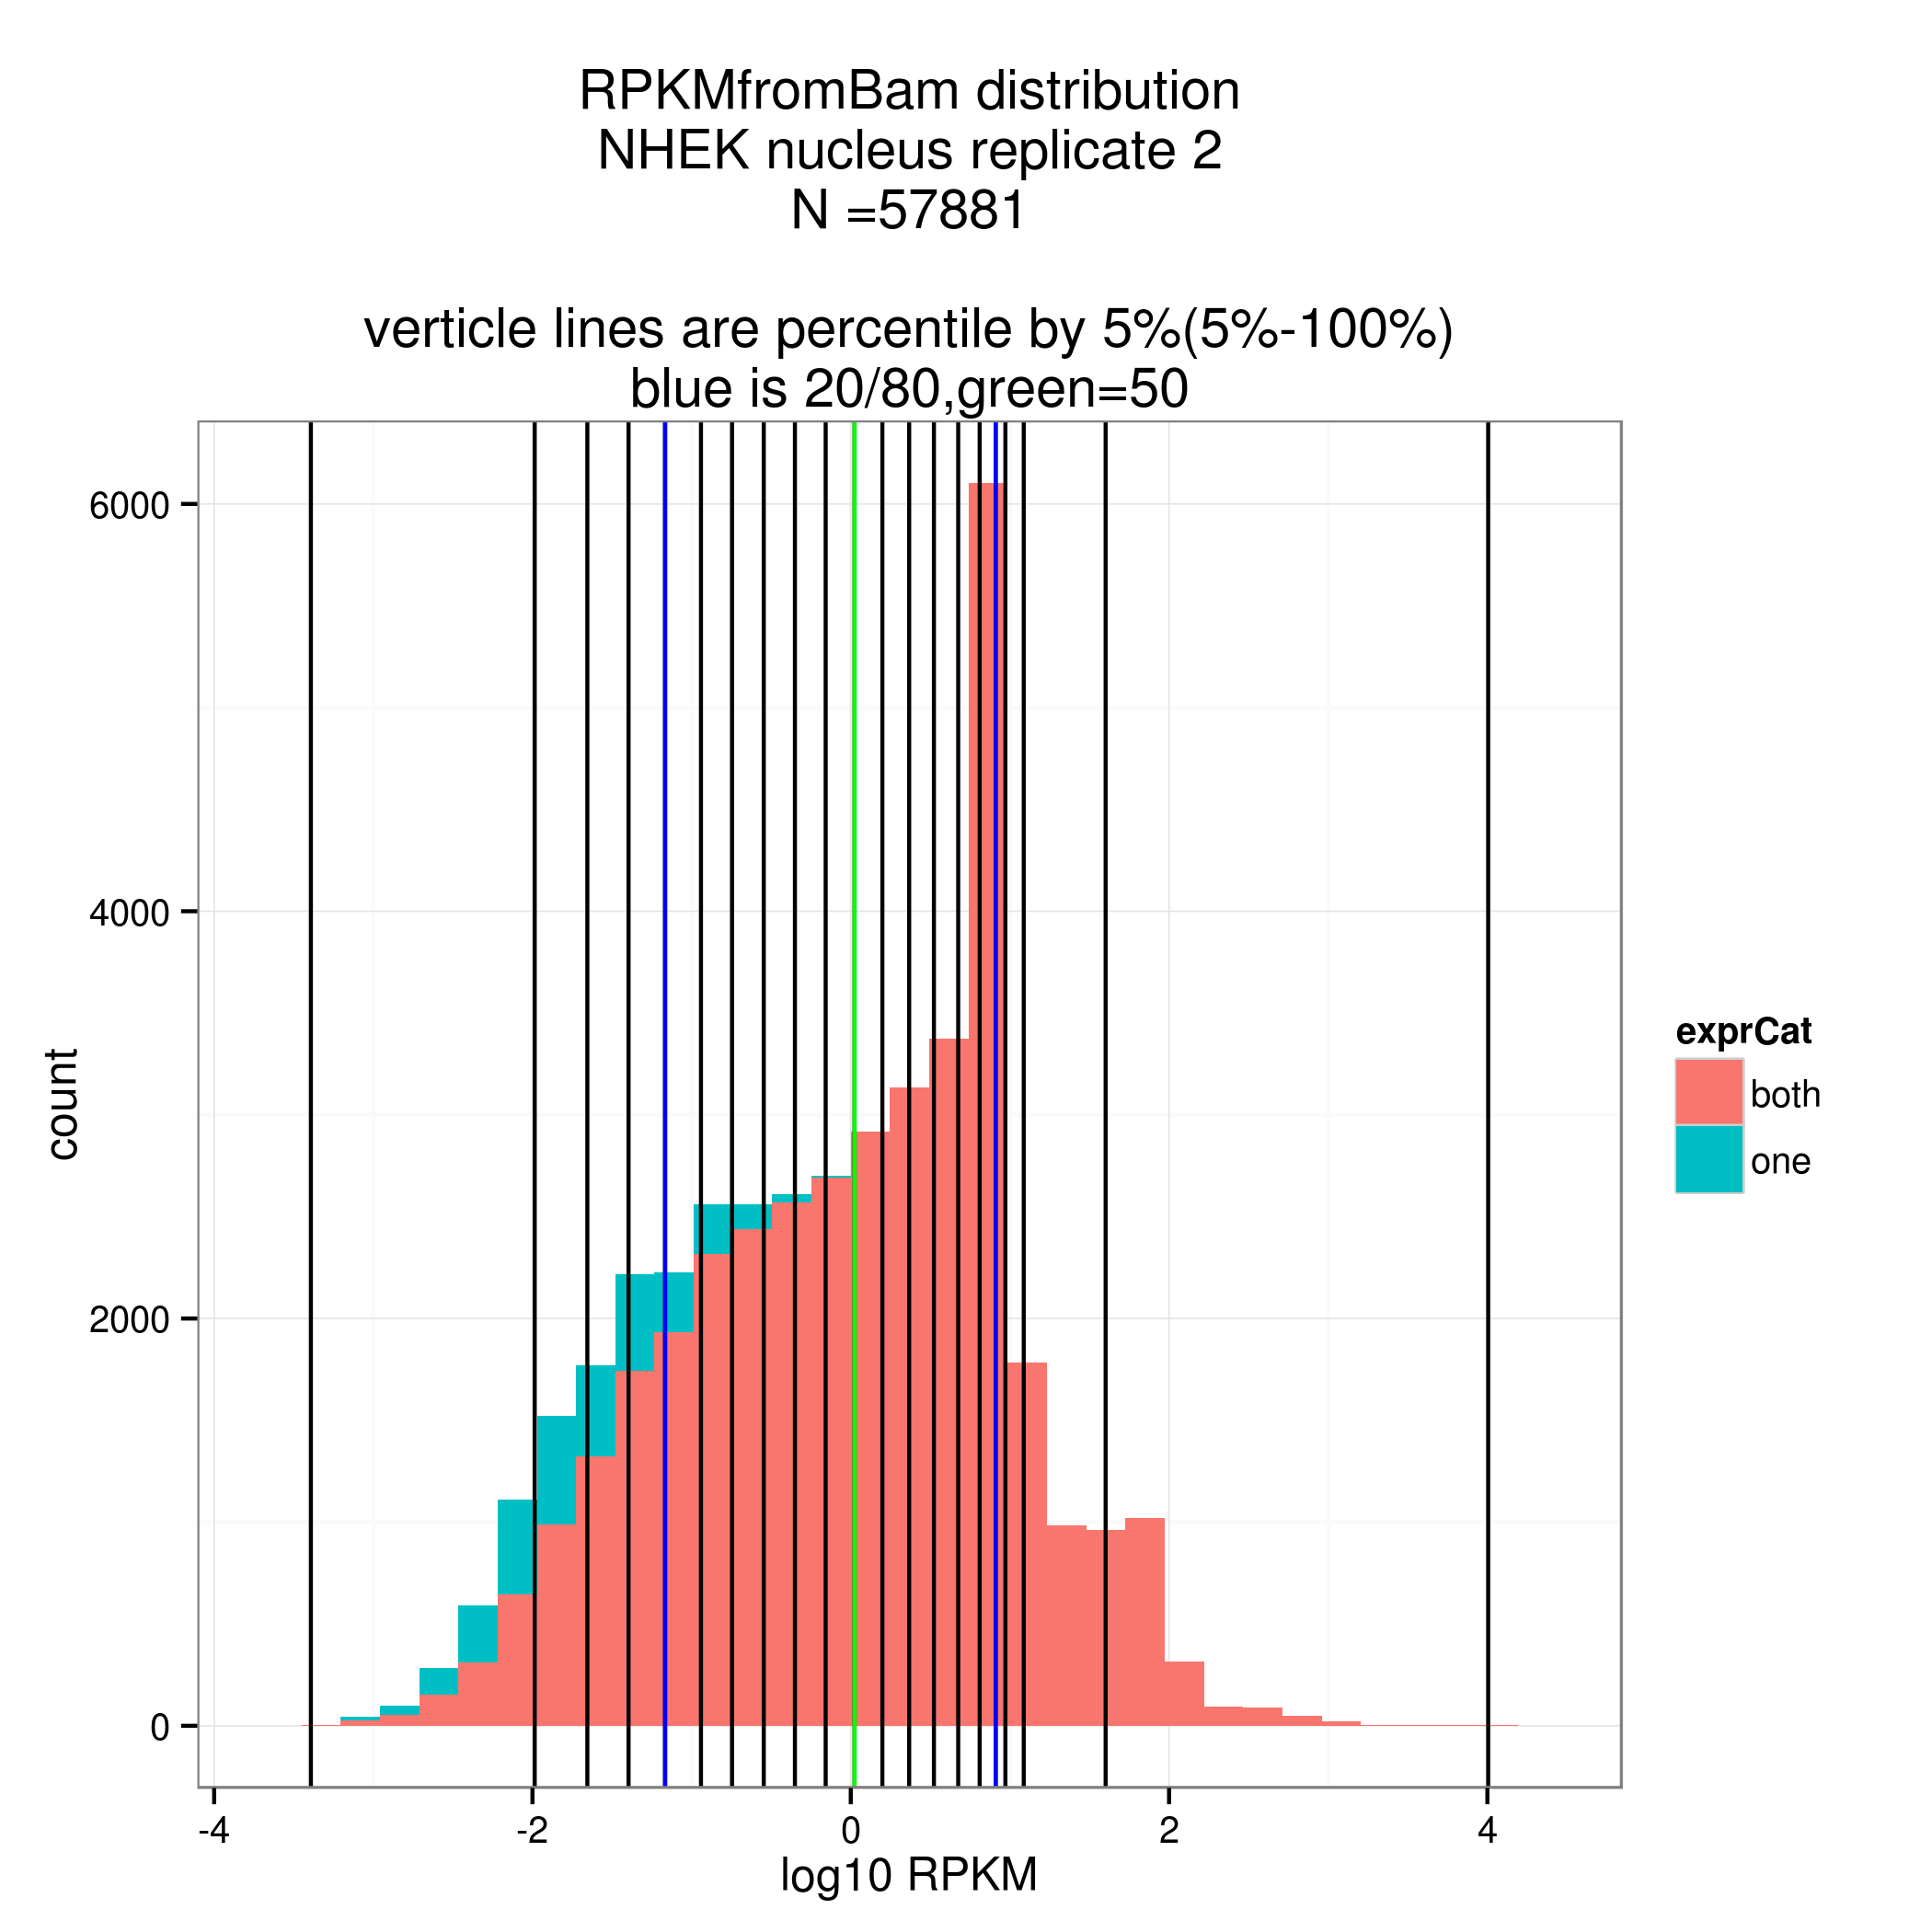 RPKMfromBam distribution
NHEK nucleus replicate 2
N =57881
verticle lines are percentile by 5%(5%-100%)
blue is 20/80,green=50
6000
4000
2000
0
count
-4
-2
0
2
4
log10 RPKM
exprCat
both
one